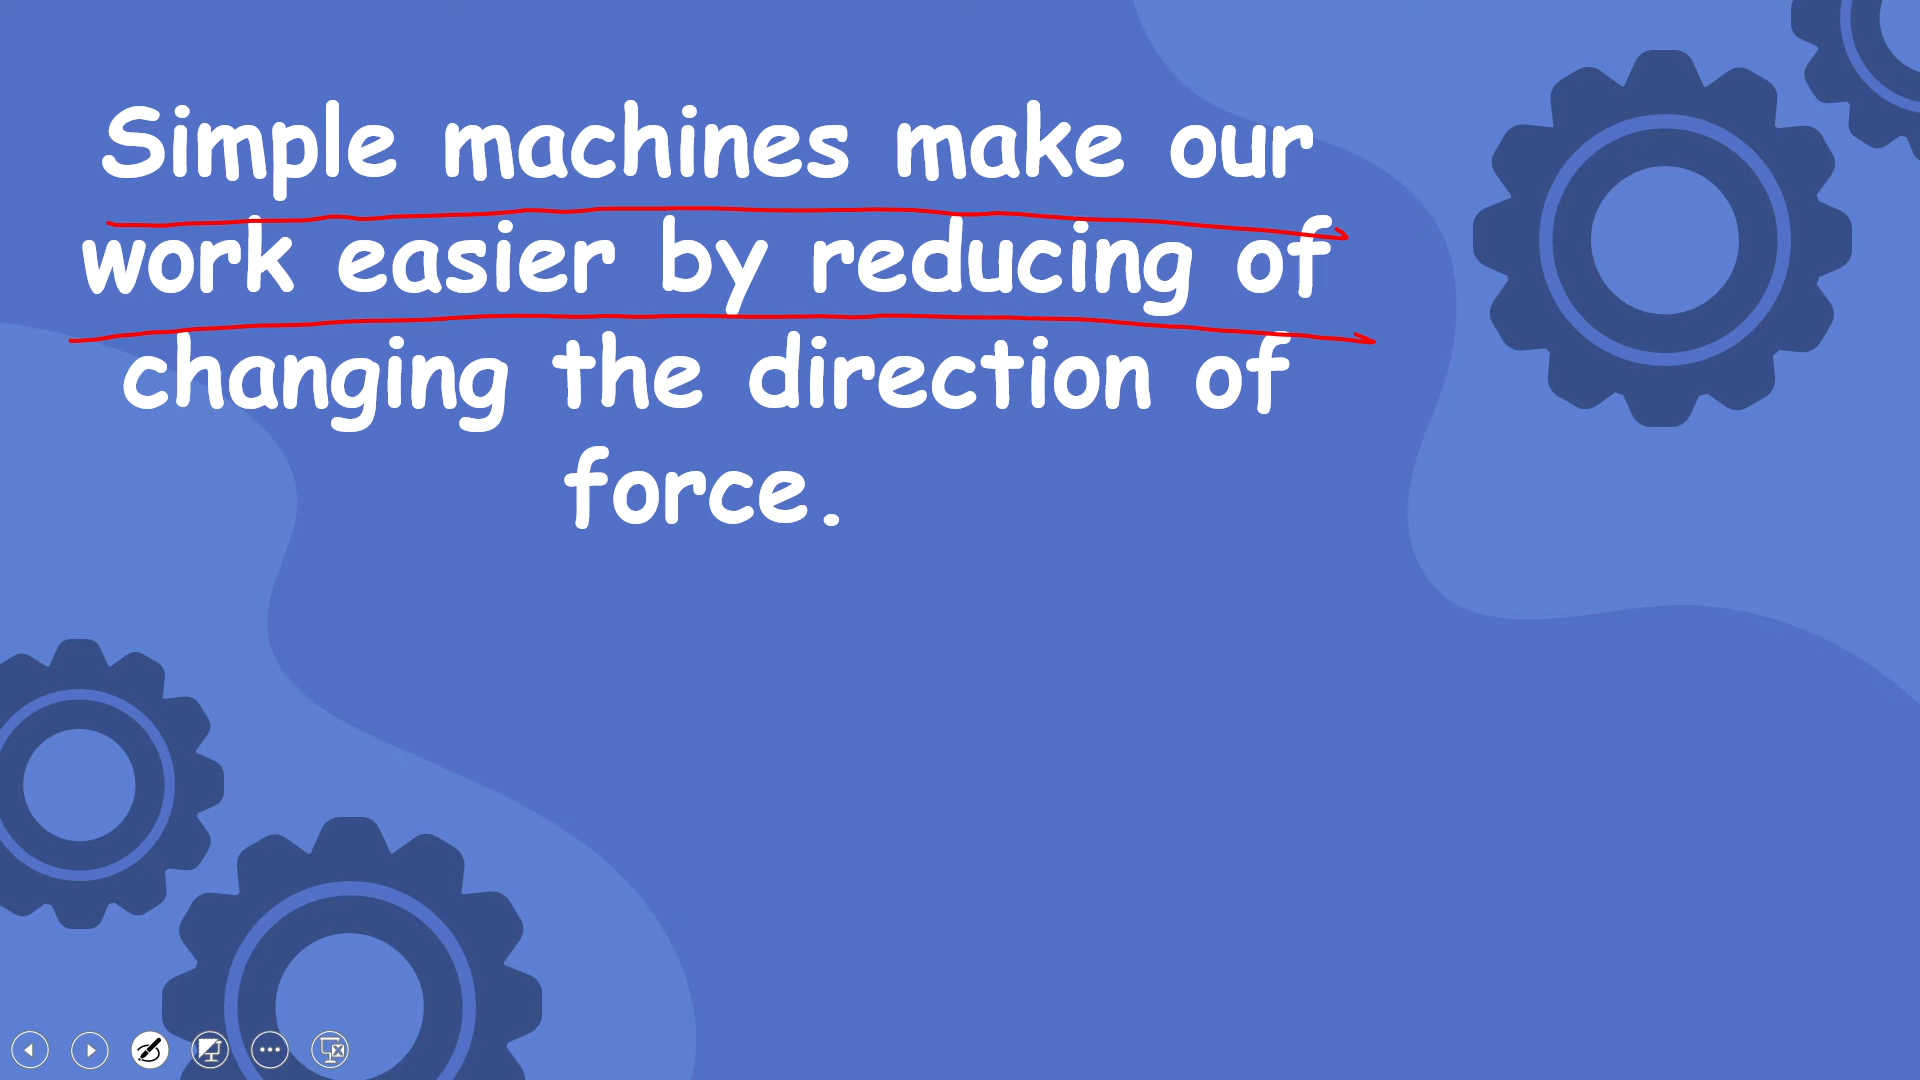 Simple machines make our
work easier by reducing of
changing the direction of
force.